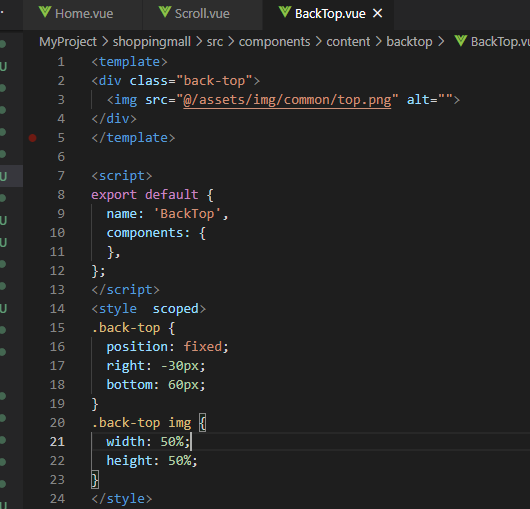 Home.vue Scroll.vue BackTop.vue
MyProject > shoppingmall > src > components > content > backtop > BackTop.vu
1 <template>
2 <div class="back-top">
3 <img src="@/assets/img/common/top.png" alt="">
4 </div>
5 </template>
6
7 <script>
8 export default {
9 name: 'BackTop',
10 components: {
11 },
12 };
13 </script>
14 <style  scoped>
15 .back-top {
16 position: fixed;
17 right: -30px;
18 bottom: 60px;
19 }
20 .back-top img {
21 width: 50%;
22 height: 50%;
23 }
24 </style>
U
U
U
U
U
U